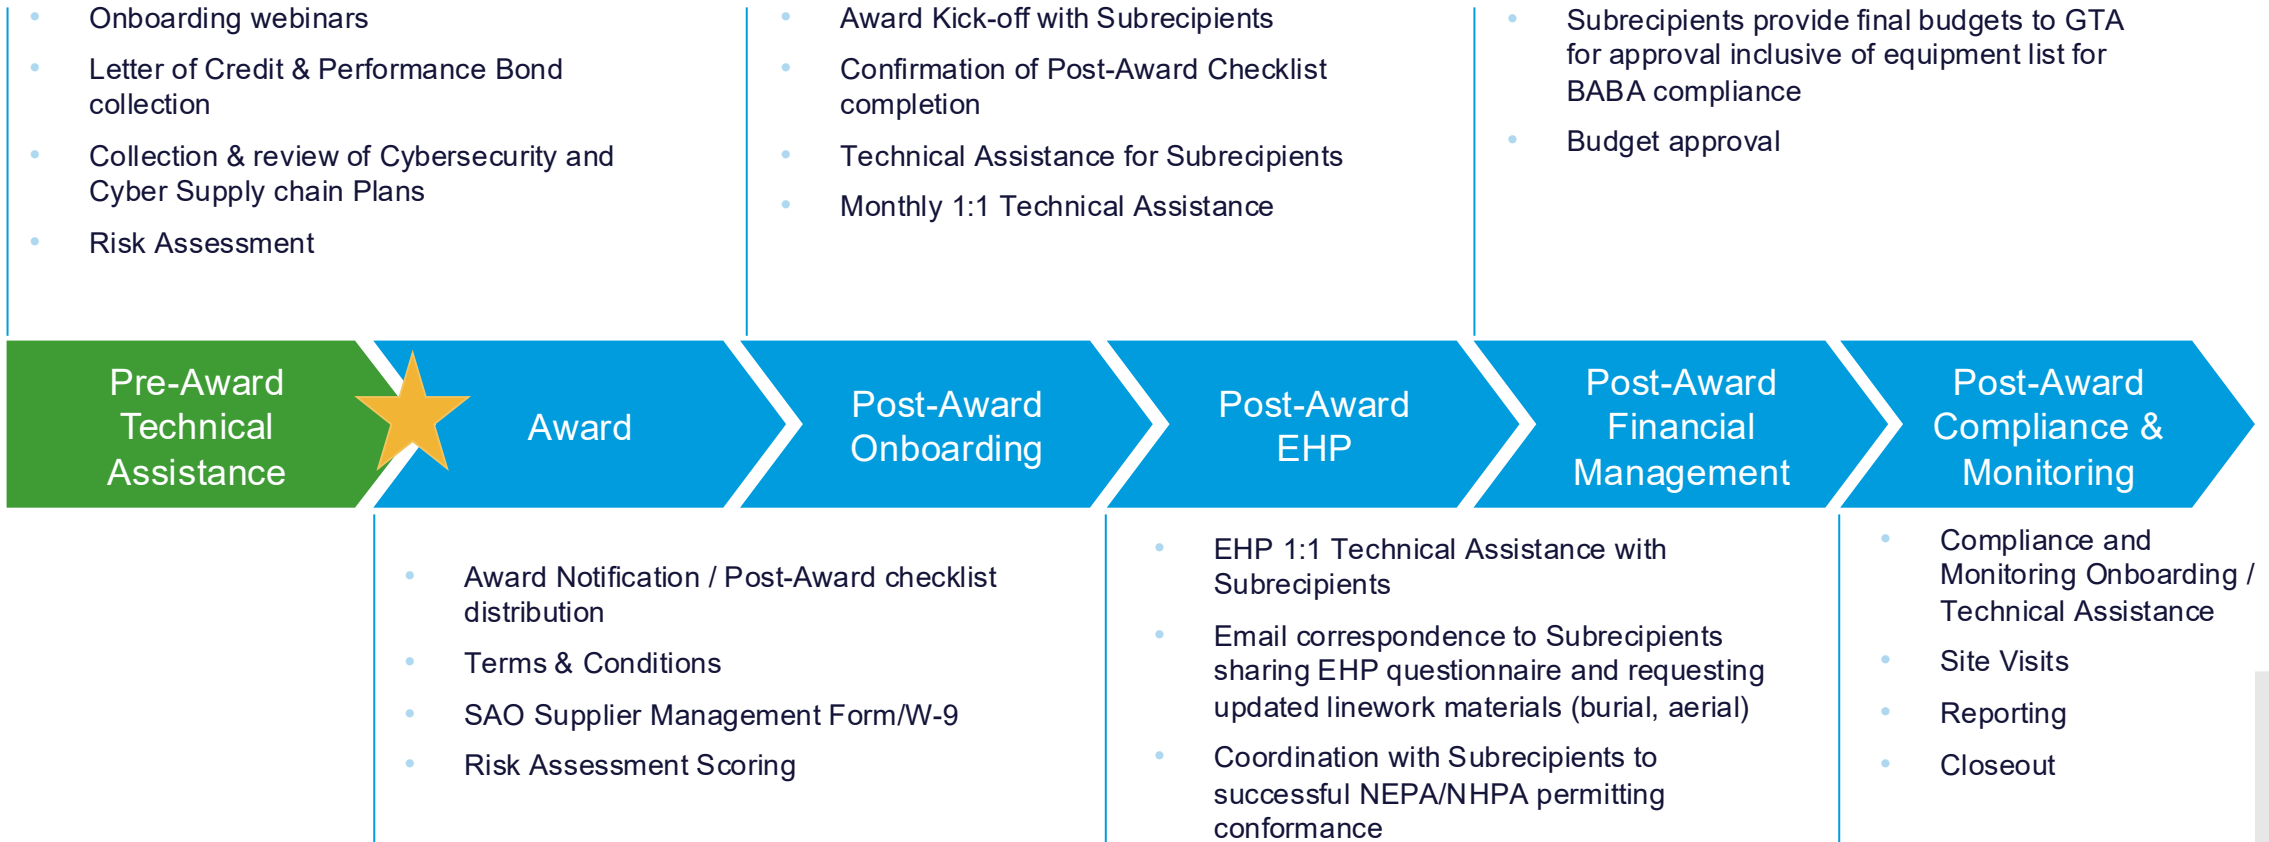 Onboarding webinars
Letter of Credit & Performance Bond
collection
Collection & review of Cybersecurity and
Cyber Supply chain Plans
Risk Assessment
Award Kick-off with Subrecipients
Confirmation of Post-Award Checklist
completion
Technical Assistance for Subrecipients
Monthly 1:1 Technical Assistance
Subrecipients provide final budgets to GTA
for approval inclusive of equipment list for
BABA compliance
Budget approval
Pre-Award
Technical
Assistance
Award
Post-Award
Onboarding
Post-Award
EHP
Post-Award
Financial
Management
Post-Award
Compliance &
Monitoring
Award Notification / Post-Award checklist
distribution
Terms & Conditions
SAO Supplier Management Form/W-9
Risk Assessment Scoring
EHP 1:1 Technical Assistance with
Subrecipients
Email correspondence to Subrecipients
sharing EHP questionnaire and requesting
updated linework materials (burial, aerial)
Coordination with Subrecipients to
successful NEPA/NHPA permitting
conformance
Compliance and
Monitoring Onboarding /
Technical Assistance
Site Visits
Reporting
Closeout